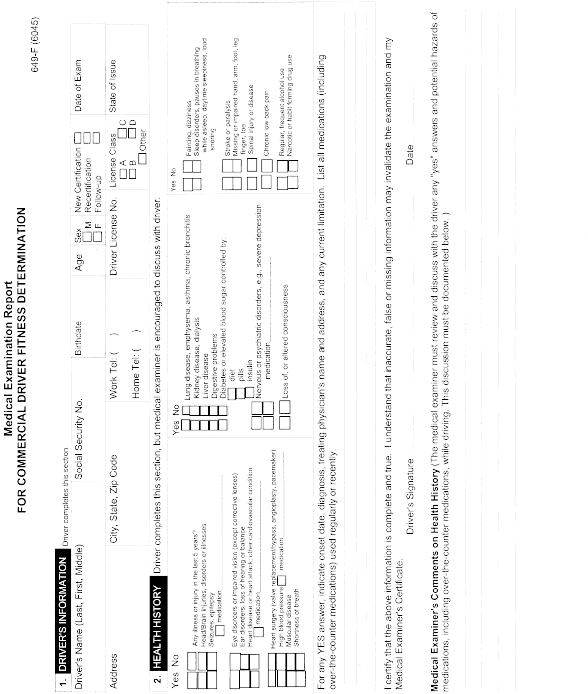 649-F (6045)
Medical Examination Report
FOR COMMERCIAL DRIVER FITNESS DETERMINATION
1. DRIVER'S INFORMATION Driver completes this section
Driver's Name (Last, First, Middle) Social Security No. Birthdate Age Sex M F New Certification Recertification Follow-up Date of Exam
Address City, State, Zip Code Work Tel: ( ) Driver License No. License Class A C B D Other State of Issue
Home Tel: ( )
2. HEALTH HISTORY Driver completes this section, but medical examiner is encouraged to discuss with driver.
Yes No
Any illness or injury in the last 5 years?
Head/Brain injuries, disorders or illnesses
Seizures, epilepsy
medication
Eye disorders or impaired vision (except corrective lenses)
Ear disorders, loss of hearing or balance
Heart disease or heart attack, other cardiovascular condition
medication
Heart surgery (valve replacement/bypass, angioplasty, pacemaker)
High blood pressure medication
Muscular disease
Shortness of breath
Yes No
Lung disease, emphysema, asthma, chronic bronchitis
Kidney disease, dialysis
Liver disease
Digestive problems
Diabetes or elevated blood sugar controlled by:
diet
pills
insulin
Nervous or psychiatric disorders, e.g., severe depression
medication
Loss of, or altered consciousness
Yes No
Fainting, dizziness
Sleep disorders, pauses in breathing
while asleep, daytime sleepiness, loud
snoring
Stroke or paralysis
Missing or impaired hand, arm, foot, leg,
finger, toe
Spinal injury or disease
Chronic low back pain
Regular, frequent alcohol use
Narcotic or habit forming drug use
For any YES answer, indicate onset date, diagnosis, treating physician's name and address, and any current limitation. List all medications (including
over-the-counter medications) used regularly or recently.
I certify that the above information is complete and true. I understand that inaccurate, false or missing information may invalidate the examination and my
Medical Examiner's Certificate.
Driver's Signature Date
Medical Examiner's Comments on Health History (The medical examiner must review and discuss with the driver any "yes" answers and potential hazards of
medications, including over-the-counter medications, while driving. This discussion must be documented below. )